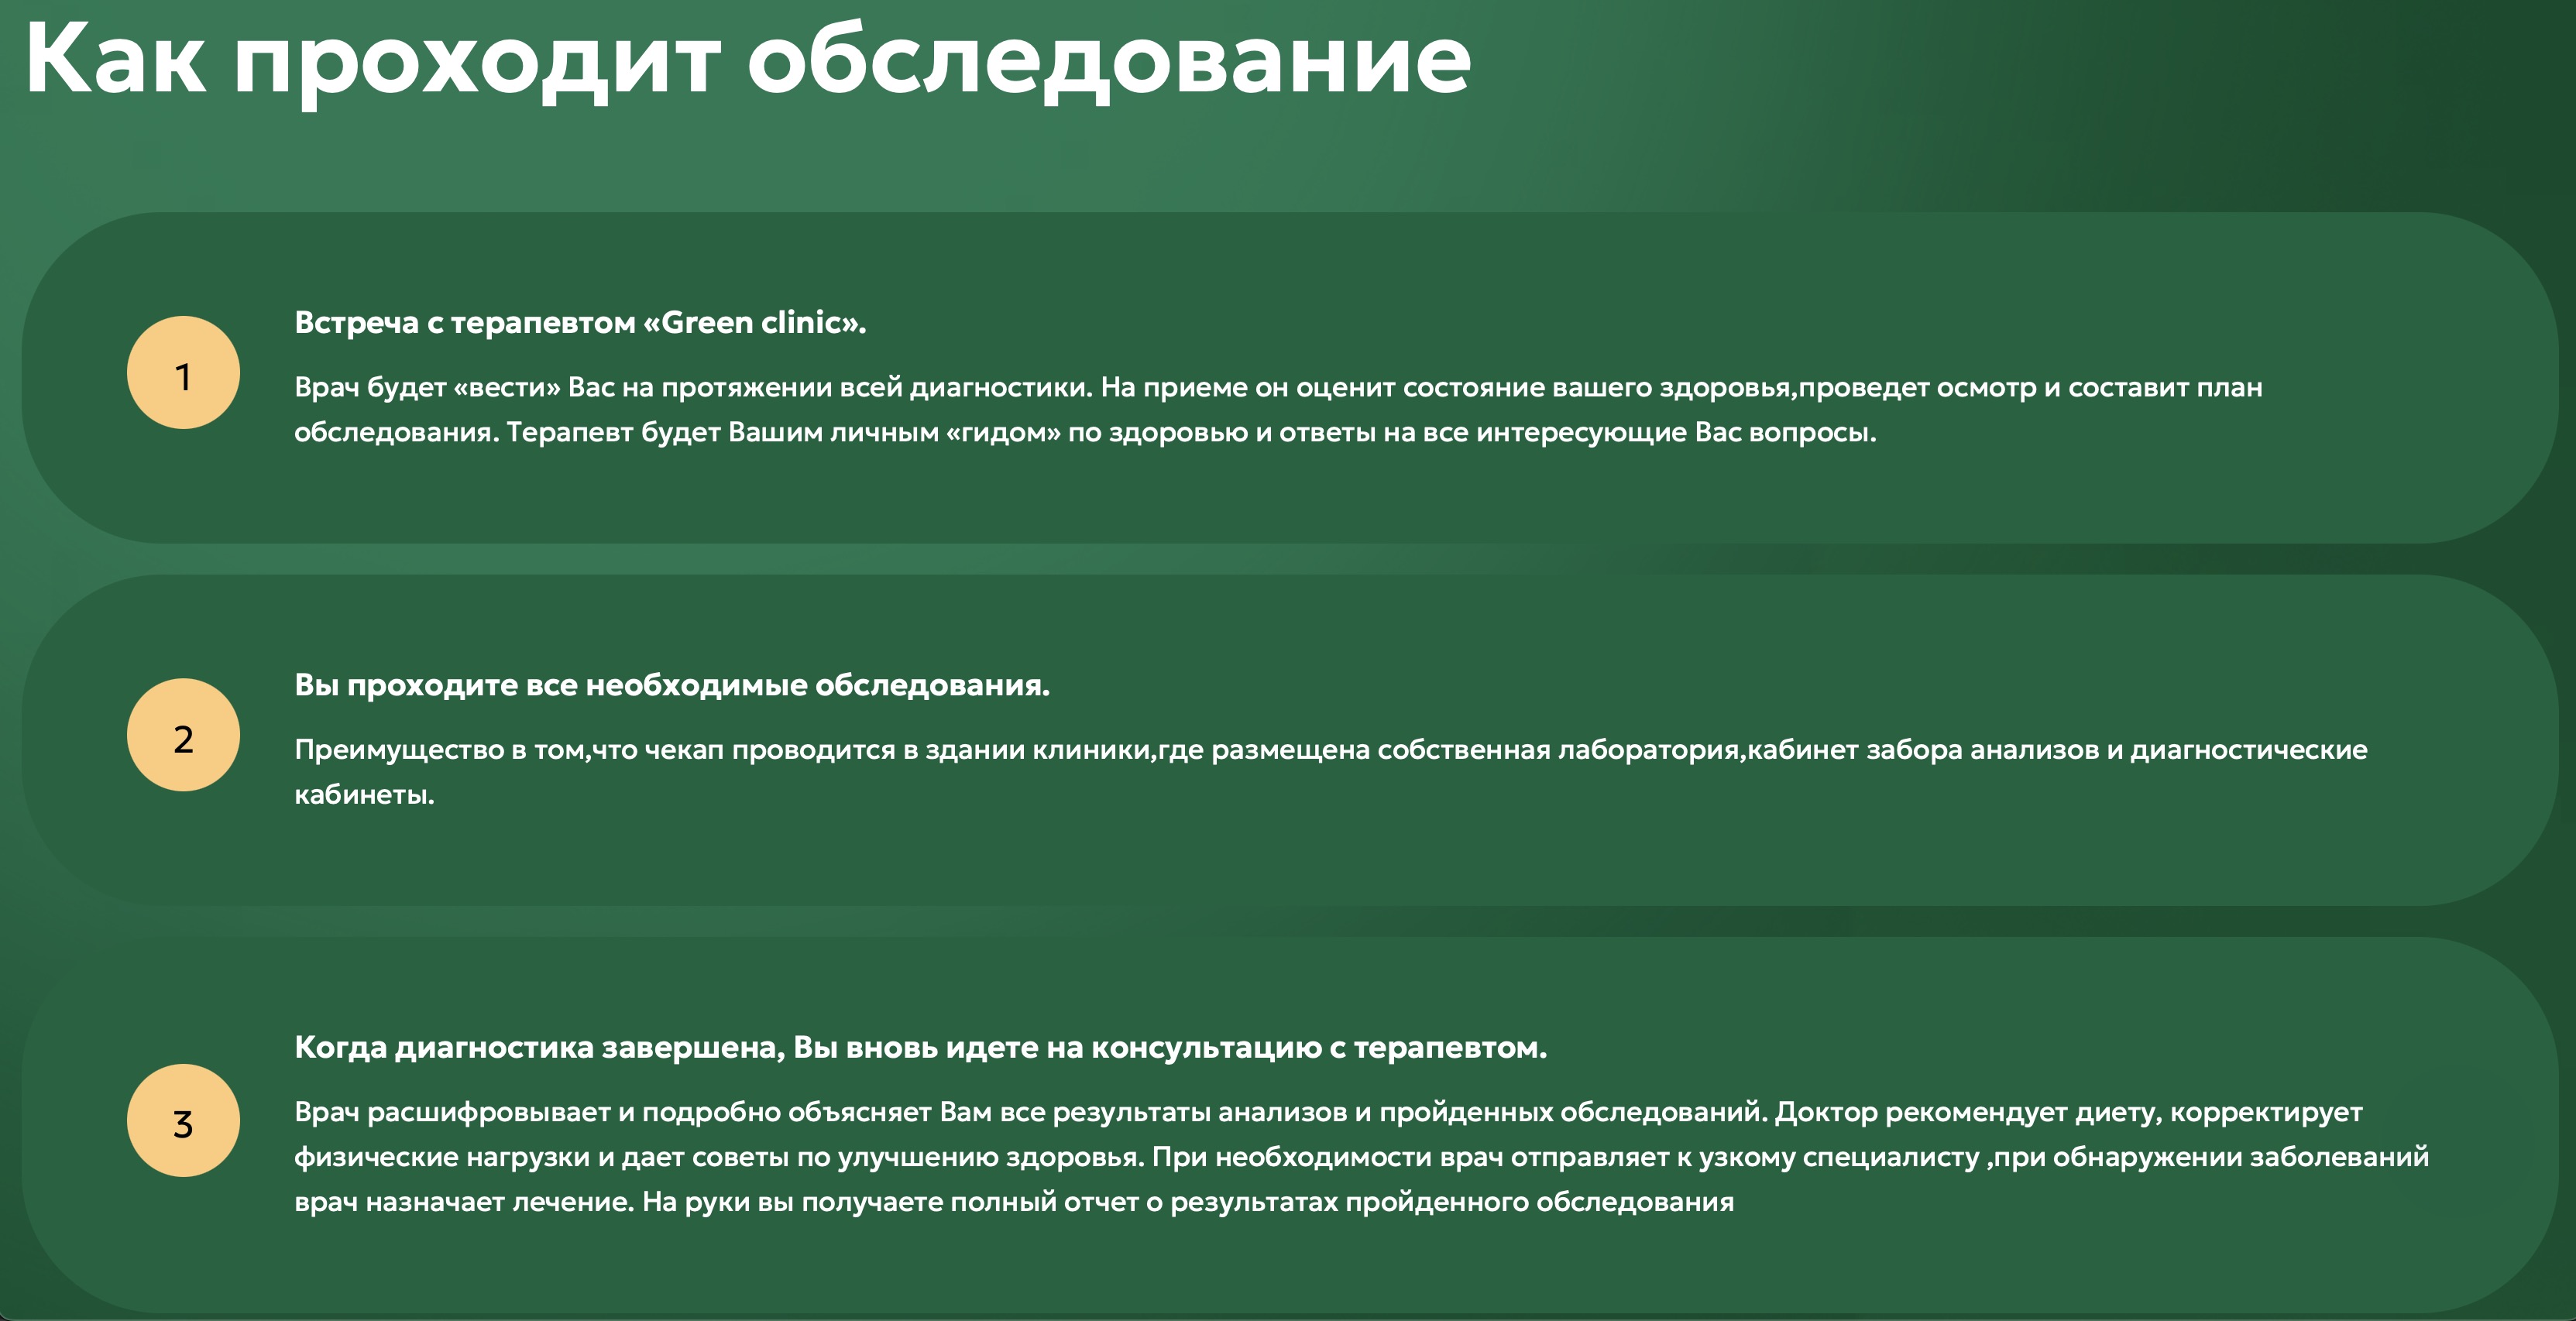 Как проходит обследование
1
Встреча с терапевтом «Green clinic».
Врач будет «вести» Вас на протяжении всей диагностики. На приеме он оценит состояние вашего здоровья,проведет осмотр и составит план
обследования. Терапевт будет Вашим личным «гидом» по здоровью и ответы на все интересующие Вас вопросы.
2
Вы проходите все необходимые обследования.
Преимущество в том,что чекап проводится в здании клиники,где размещена собственная лаборатория,кабинет забора анализов и диагностические
кабинеты.
3
Когда диагностика завершена, Вы вновь идете на консультацию с терапевтом.
Врач расшифровывает и подробно объясняет Вам все результаты анализов и пройденных обследований. Доктор рекомендует диету, корректирует
физические нагрузки и дает советы по улучшению здоровья. При необходимости врач отправляет к узкому специалисту ,при обнаружении заболеваний
врач назначает лечение. На руки вы получаете полный отчет о результатах пройденного обследования